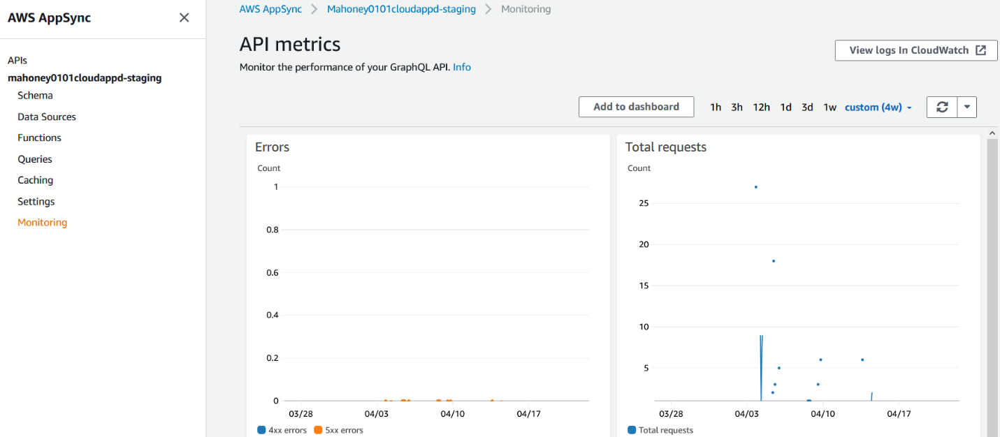 AWS AppSync
APIs
mahoney0101cloudappd-staging
Schema
Data Sources
Functions
Queries
Caching
Settings
Monitoring
AWS AppSync > Mahoney0101cloudappd-staging > Monitoring
API metrics
Monitor the performance of your GraphQL API. Info
View logs In CloudWatch
Add to dashboard 1h 3h 12h 1d 3d 1w custom (4w)
Errors
Count
1
0.8
0.6
0.4
0.2
0
03/28 04/03 04/10 04/17
4xx errors 5xx errors
Total requests
Count
25
20
15
10
5
03/28 04/03 04/10 04/17
Total requests